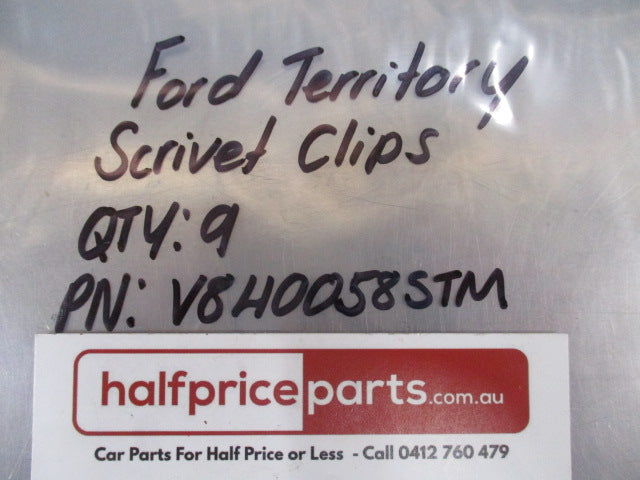 Ford Territory
Scrivet Clips
QTY: 9
PN: V840058STM
halfpriceparts.com.au
Car Parts For Half Price or Less - Call 0412 760 479